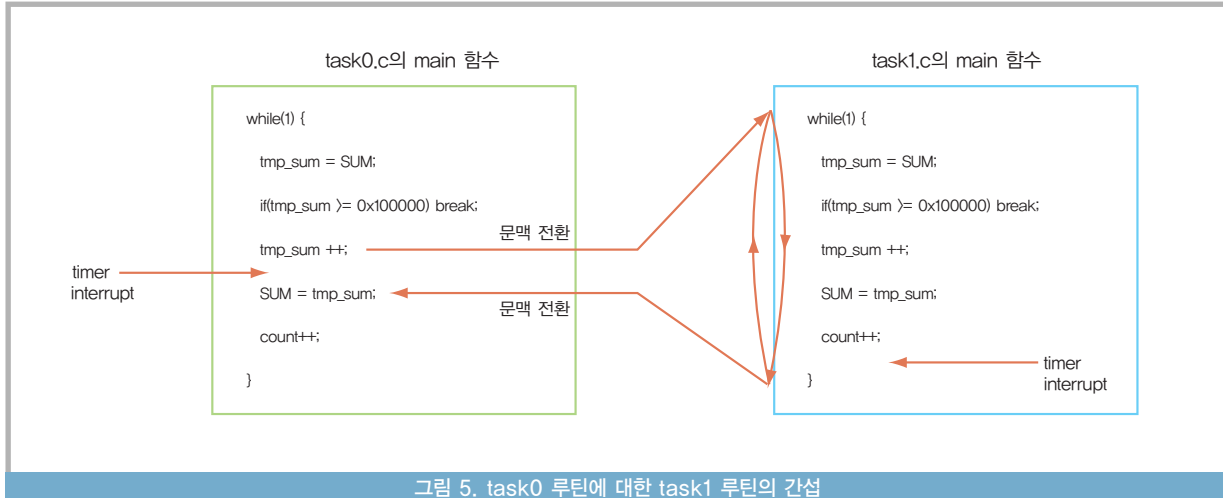 task0.c의 main 함수
while(1) {
tmp_sum = SUM;
if(tmp_sum >= 0x100000) break;
tmp_sum ++;
SUM = tmp_sum;
count++;
}
timer
interrupt
문맥 전환
문맥 전환
task1.c의 main 함수
while(1) {
tmp_sum = SUM;
if(tmp_sum >= 0x100000) break;
tmp_sum ++;
SUM = tmp_sum;
count++;
}
timer
interrupt
그림 5. task0 루틴에 대한 task1 루틴의 간섭